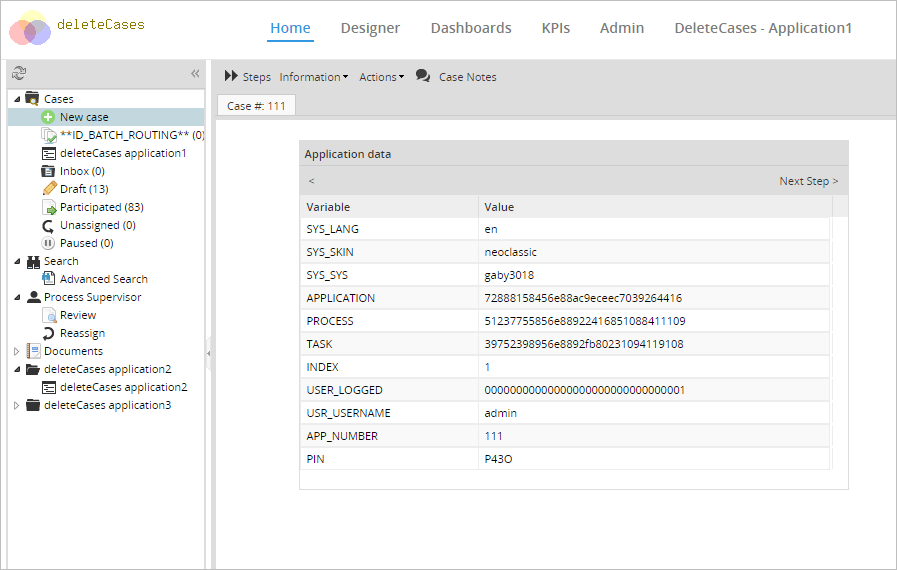 deleteCases
Home Designer Dashboards KPIs Admin DeleteCases - Application1
Steps Information Actions Case Notes
Case #: 111
Cases
New case
**ID_BATCH_ROUTING** (0)
deleteCases application1
Inbox (0)
Draft (13)
Participated (83)
Unassigned (0)
Paused (0)
Search
Advanced Search
Process Supervisor
Review
Reassign
Documents
deleteCases application2
deleteCases application2
deleteCases application3
Application data
< Next Step >
Variable Value
SYS_LANG en
SYS_SKIN neoclassic
SYS_SYS gaby3018
APPLICATION 72888158456e88ac9eceec7039264416
PROCESS 51237755856e88922416851088411109
TASK 39752398956e8892fb80231094119108
INDEX 1
USER_LOGGED 00000000000000000000000000000001
USR_USERNAME admin
APP_NUMBER 111
PIN P43O